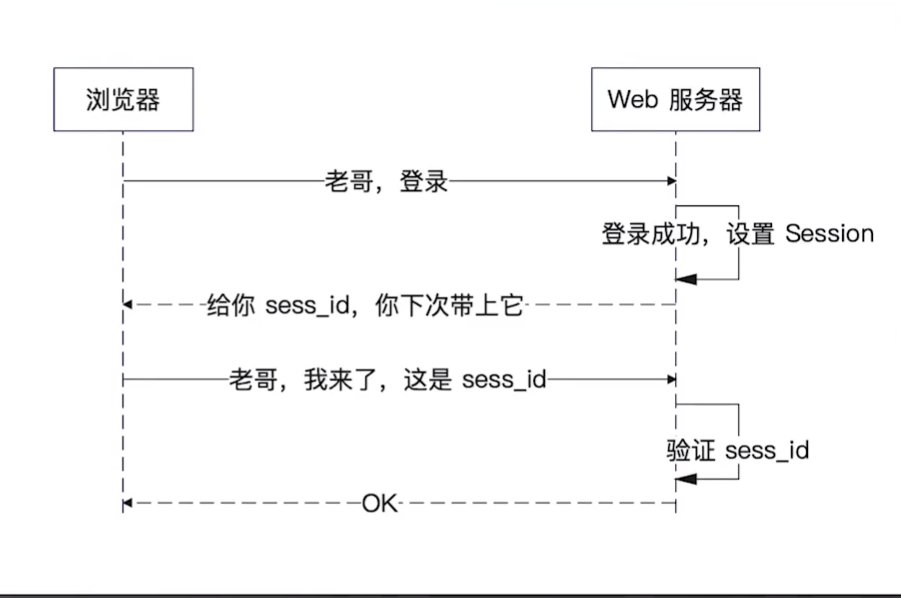 浏览器
Web 服务器
老哥，登录
登录成功，设置 Session
给你 sess_id，你下次带上它
老哥，我来了，这是 sess_id
验证 sess_id
OK